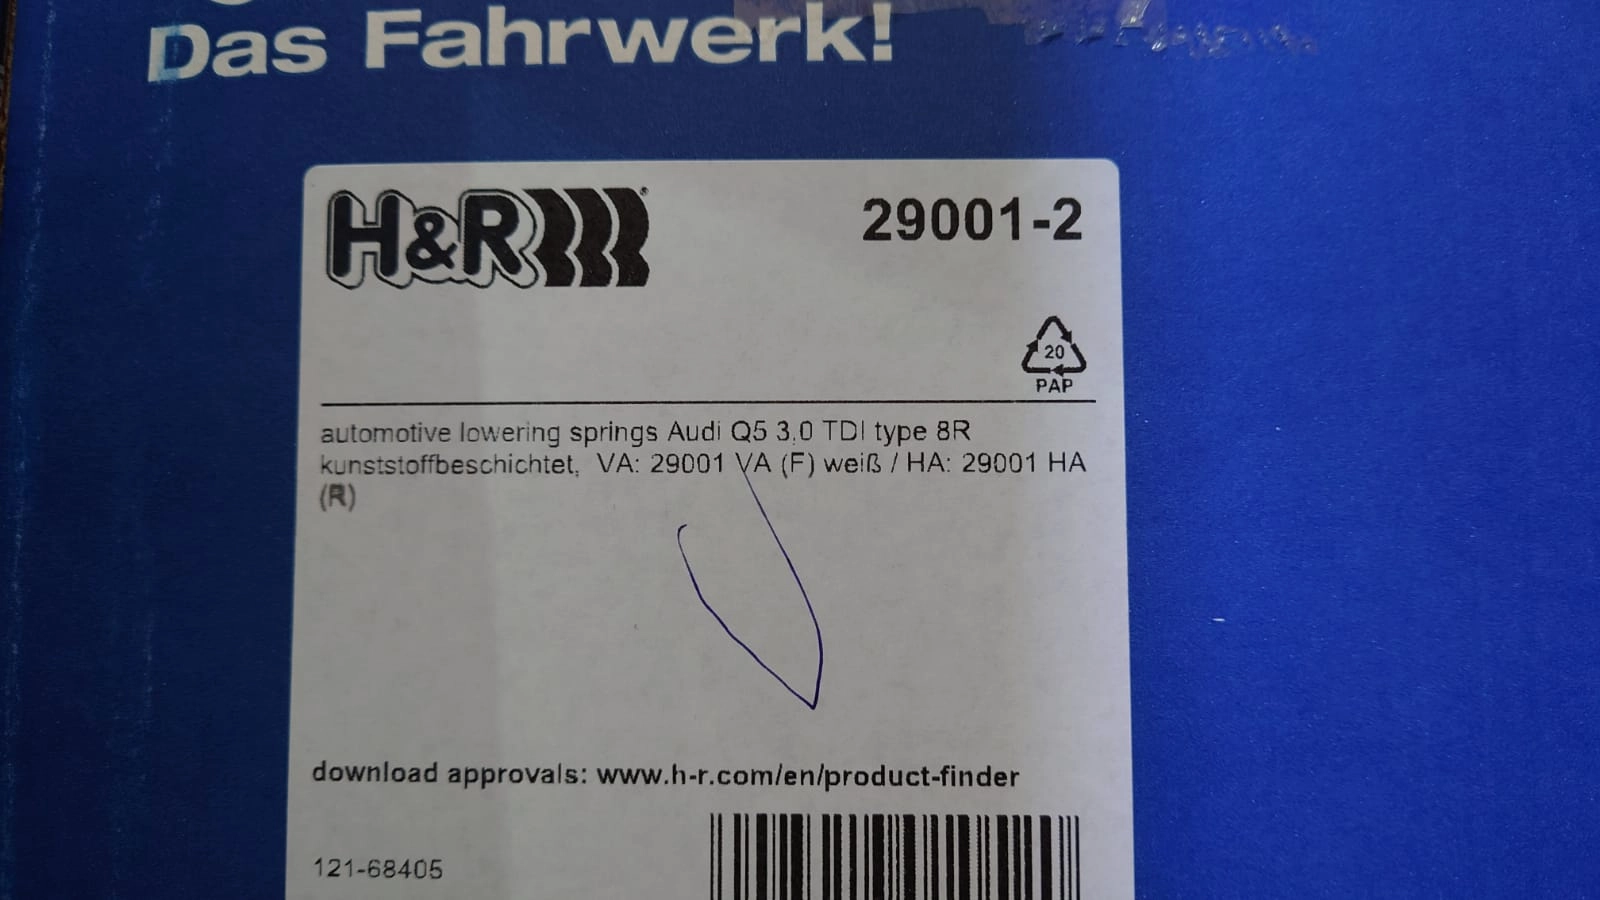 Das Fahrwerk!
H&R®
29001-2
20
PAP
automotive lowering springs Audi Q5 3.0 TDI type 8R
kunststoffbeschichtet, VA: 29001 VA (F) weiß / HA: 29001 HA
(R)
download approvals: www.h-r.com/en/product-finder
121-68405